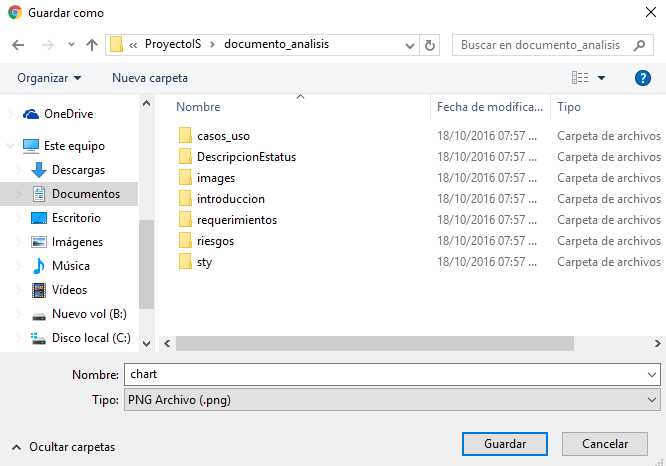 Guardar como
« ProyectoIS › documento_analisis
Buscar en documento_analisis
Organizar
Nueva carpeta
?
Nombre Fecha de modifica... Tipo
OneDrive
Este equipo
Descargas
Documentos
Escritorio
Imágenes
Música
Vídeos
Nuevo vol (B:)
Disco local (C:)
casos_uso 18/10/2016 07:57 ... Carpeta de archivos
DescripcionEstatus 18/10/2016 07:57 ... Carpeta de archivos
images 18/10/2016 07:57 ... Carpeta de archivos
introduccion 18/10/2016 07:57 ... Carpeta de archivos
requerimientos 18/10/2016 07:57 ... Carpeta de archivos
riesgos 18/10/2016 07:57 ... Carpeta de archivos
sty 18/10/2016 07:57 ... Carpeta de archivos
Nombre: chart
Tipo: PNG Archivo (.png)
Ocultar carpetas
Guardar
Cancelar